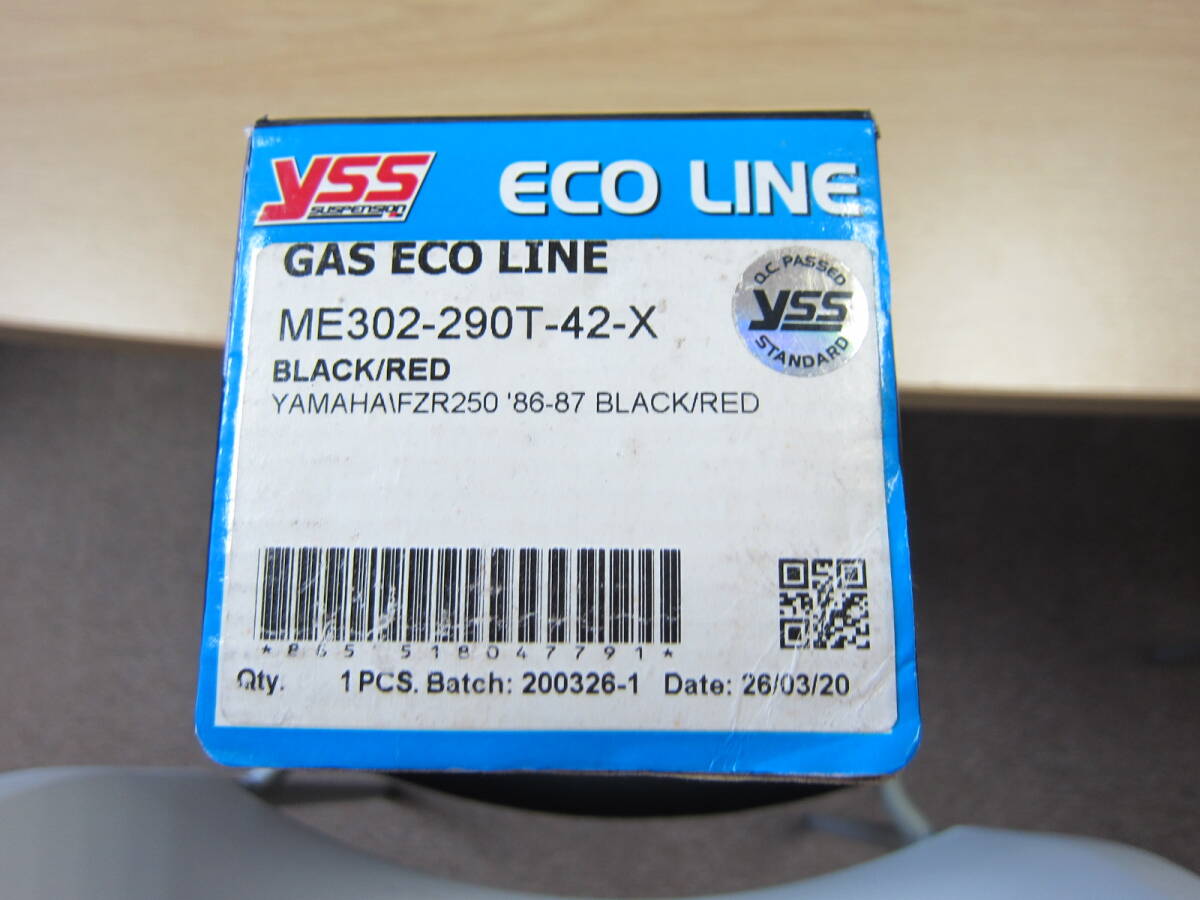 YSS ECO LINE
SUSPENSION
GAS ECO LINE
Q.C. PASSED
YSS
STANDARD
ME302-290T-42-X
BLACK/RED
YAMAHA\FZR250 '86-87 BLACK/RED
*865 518047791*
Qty. 1 PCS. Batch: 200326-1 Date: 26/03/20